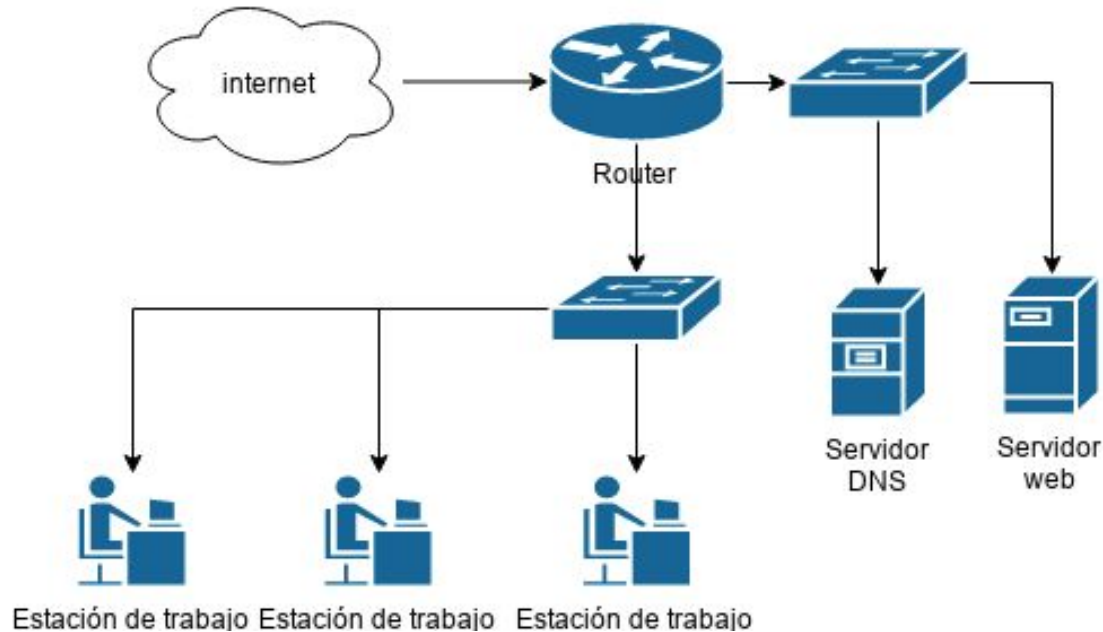 internet
Router
Servidor
DNS
Servidor
web
Estación de trabajo
Estación de trabajo
Estación de trabajo